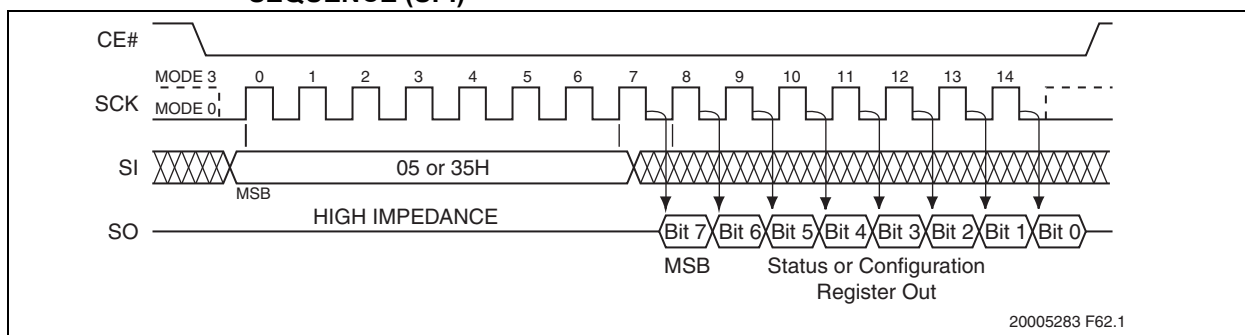 SEQUENCE (SPI)
CE#
MODE 3 0 1 2 3 4 5 6 7 8 9 10 11 12 13 14
SCK
MODE 0
SI 05 or 35H
MSB
HIGH IMPEDANCE
SO Bit 7 Bit 6 Bit 5 Bit 4 Bit 3 Bit 2 Bit 1 Bit 0
MSB Status or Configuration
Register Out
20005283 F62.1